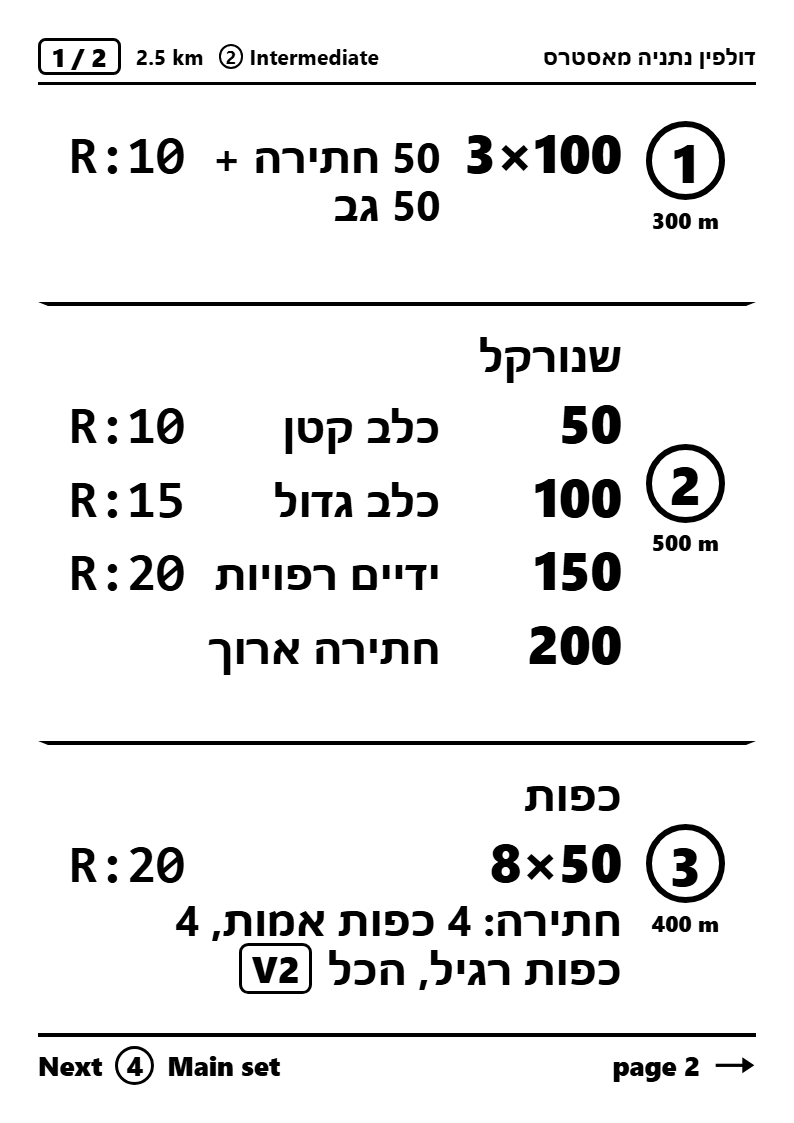 1 / 2 2.5 km ② Intermediate דולפין נתניה מאסטרס
1 3×100 50 חתירה + R:10
50 גב
300 m
שנורקל
50 כלב קטן R:10
2 100 כלב גדול R:15
500 m
150 ידיים רפויות R:20
200 חתירה ארוך
כפות
3 8×50 R:20
400 m
חתירה: 4 כפות אמות, 4
כפות רגיל, הכל V2
Next ④ Main set page 2 →